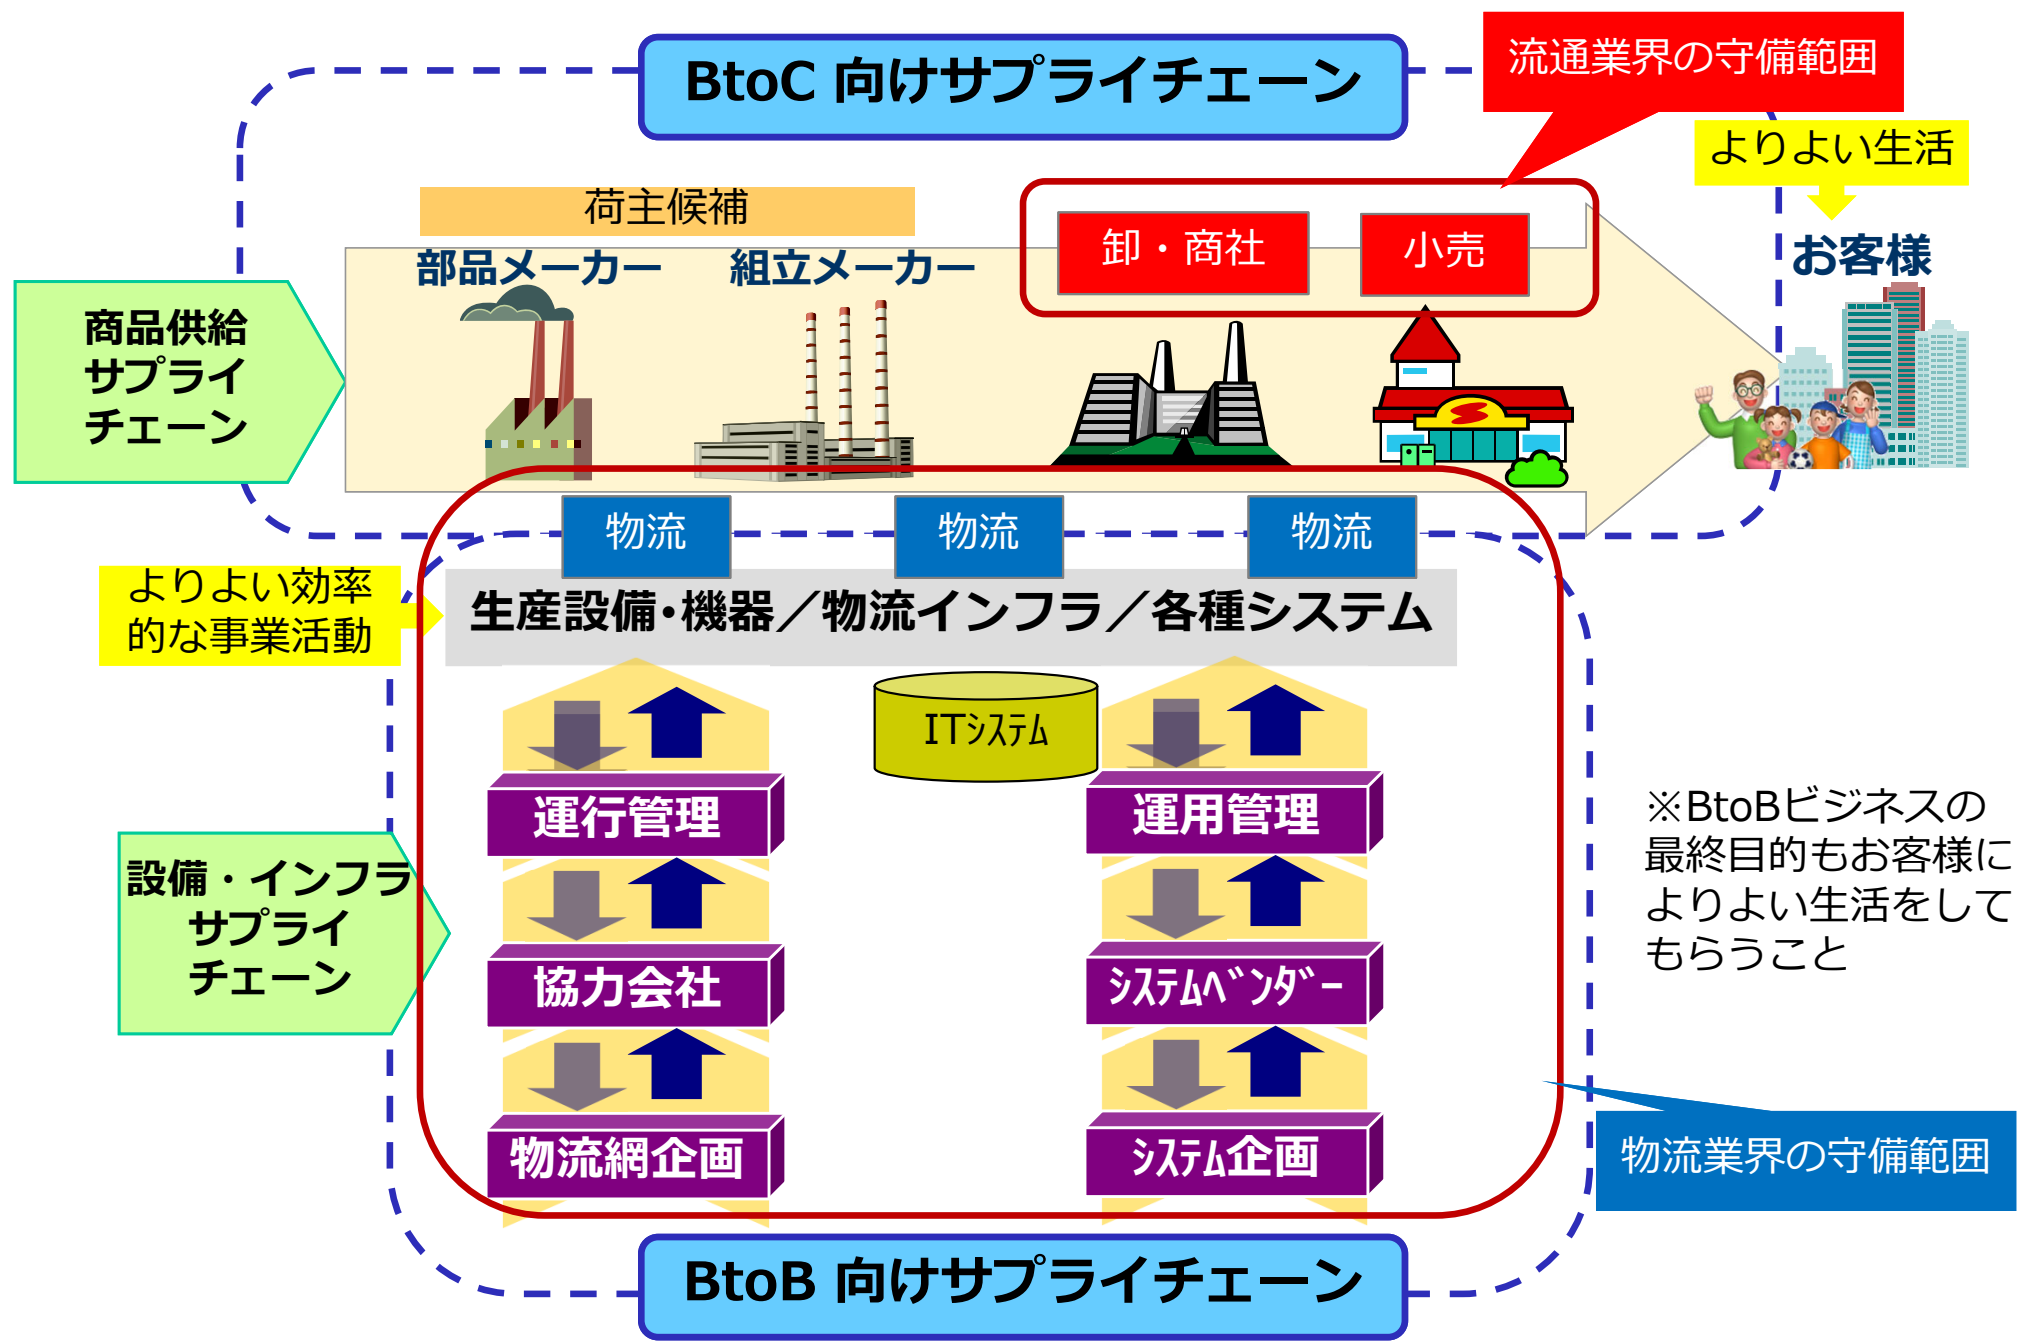 BtoC 向けサプライチェーン
流通業界の守備範囲
よりよい生活
荷主候補
卸・商社
小売
部品メーカー
組立メーカー
お客様
商品供給
サプライ
チェーン
物流
物流
物流
よりよい効率
的な事業活動
生産設備・機器／物流インフラ／各種システム
ITｼｽﾃﾑ
運行管理
運用管理
※BtoBビジネスの
最終目的もお客様に
よりよい生活をして
もらうこと
設備・インフラ
サプライ
チェーン
協力会社
ｼｽﾃﾑﾍﾞﾝﾀﾞｰ
物流網企画
ｼｽﾃﾑ企画
物流業界の守備範囲
BtoB 向けサプライチェーン